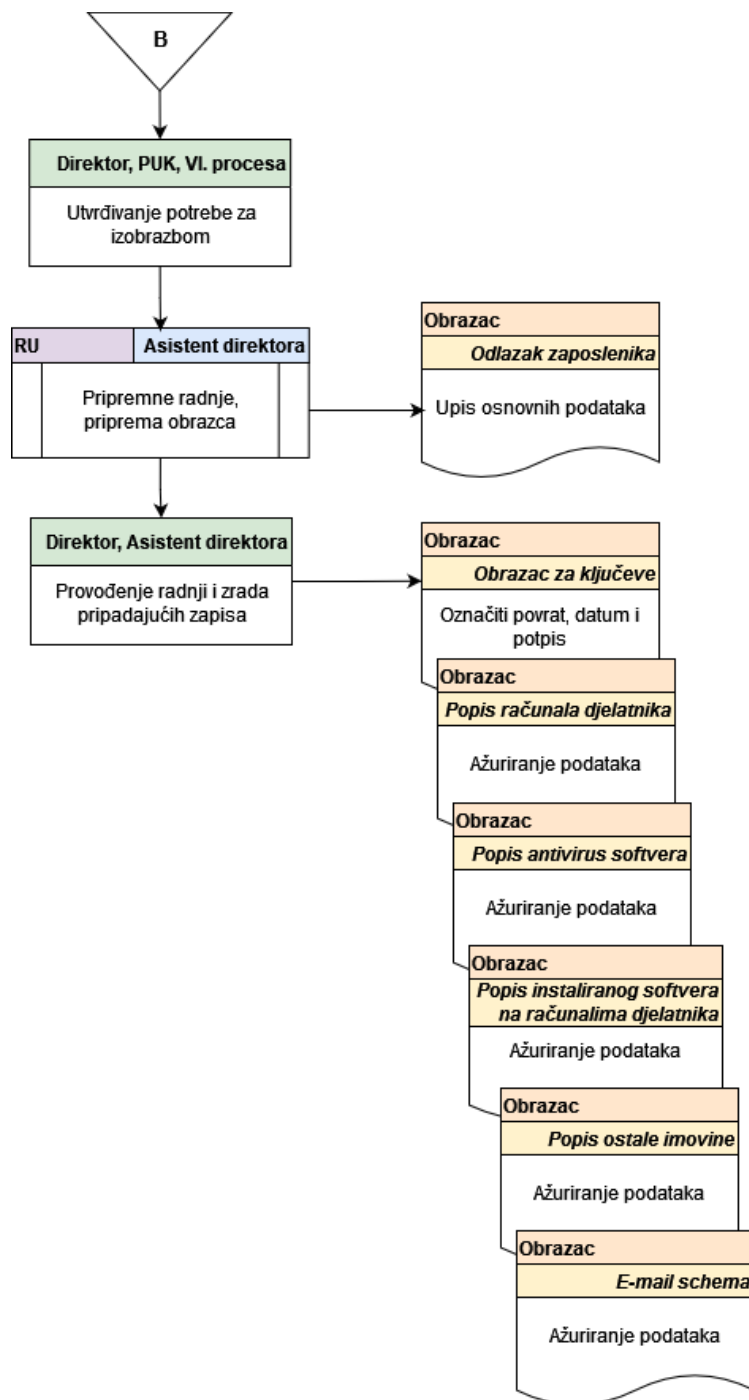 B
Direktor, PUK, VI. procesa
Utvrđivanje potrebe za
izobrazbom
RU
Asistent direktora
Pripremne radnje,
priprema obrazca
Obrazac
Odlazak zaposlenika
Upis osnovnih podataka
Direktor, Asistent direktora
Provođenje radnji i zrada
pripadajućih zapisa
Obrazac
Obrazac za ključeve
Označiti povrat, datum i
potpis
Obrazac
Popis računala djelatnika
Ažuriranje podataka
Obrazac
Popis antivirus softvera
Ažuriranje podataka
Obrazac
Popis instaliranog softvera
na računalima djelatnika
Ažuriranje podataka
Obrazac
Popis ostale imovine
Ažuriranje podataka
Obrazac
E-mail schema
Ažuriranje podataka